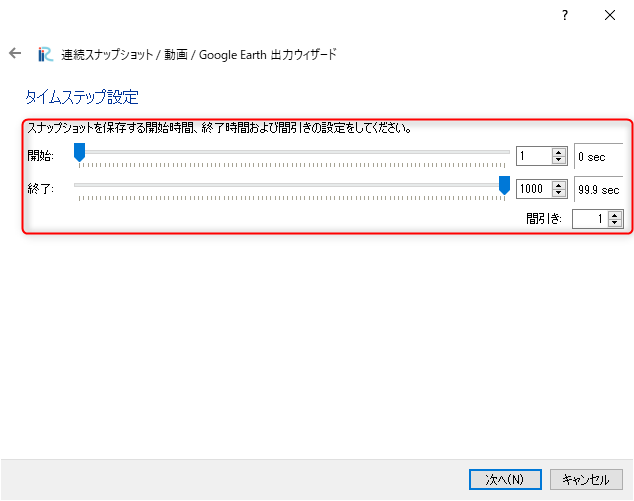 ?
連続スナップショット / 動画 / Google Earth 出力ウィザード
タイムステップ設定
スナップショットを保存する開始時間、終了時間および間引きの設定をしてください。
開始: 1 0 sec
終了: 1000 99.9 sec
間引き: 1
次へ(N) キャンセル